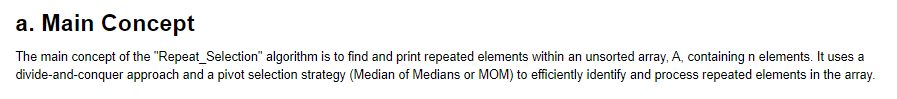 a. Main Concept
The main concept of the "Repeat_Selection" algorithm is to find and print repeated elements within an unsorted array, A, containing n elements. It uses a
divide-and-conquer approach and a pivot selection strategy (Median of Medians or MOM) to efficiently identify and process repeated elements in the array.